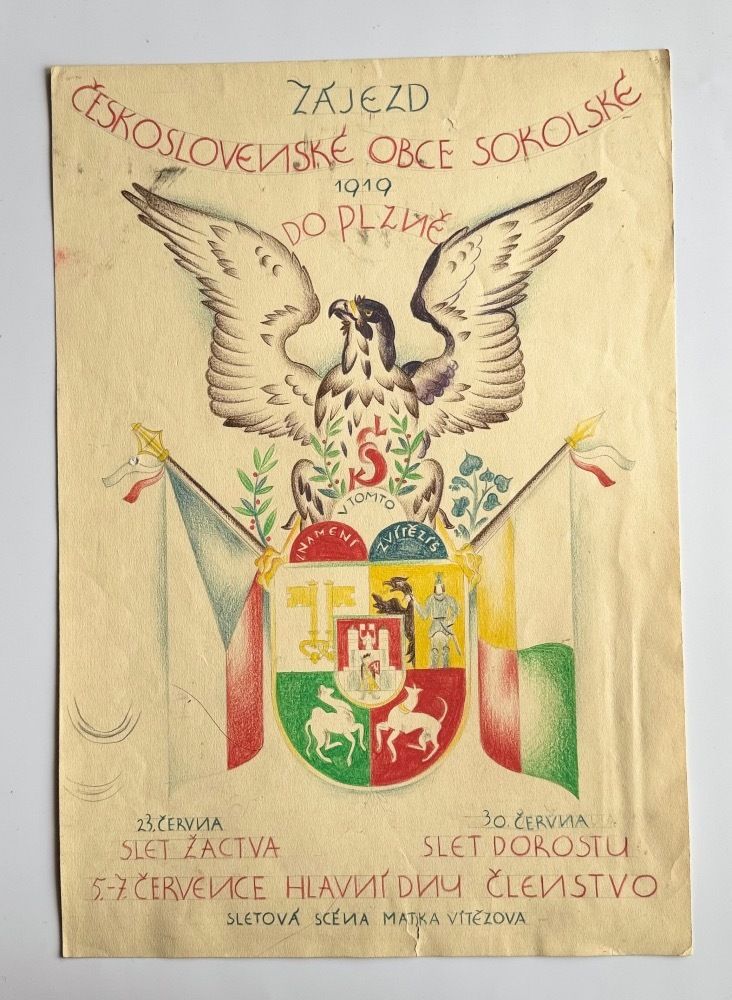 ZÁJEZD
ČESKOSLOVENSKÉ OBCE SOKOLSKÉ
1919
DO PLZNĚ
V TOMTO
ZNAMENÍ ZVÍTĚZÍŠ
23. ČERVNA
SLET ŽACTVA
30. ČERVNA
SLET DOROSTU
5.-7. ČERVENCE HLAVNÍ DNY ČLENSTVO
SLETOVÁ SCÉNA MATKA VÍTĚZOVA